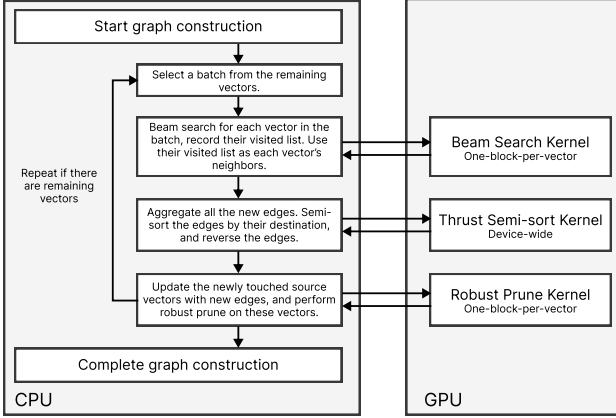 Start graph construction
Select a batch from the remaining
vectors.
Beam search for each vector in the
batch, record their visited list. Use
their visited list as each vector's
neighbors.
Repeat if there
are remaining
vectors
Aggregate all the new edges. Semi-
sort the edges by their destination,
and reverse the edges.
Update the newly touched source
vectors with new edges, and perform
robust prune on these vectors.
Complete graph construction
CPU
Beam Search Kernel
One-block-per-vector
Thrust Semi-sort Kernel
Device-wide
Robust Prune Kernel
One-block-per-vector
GPU